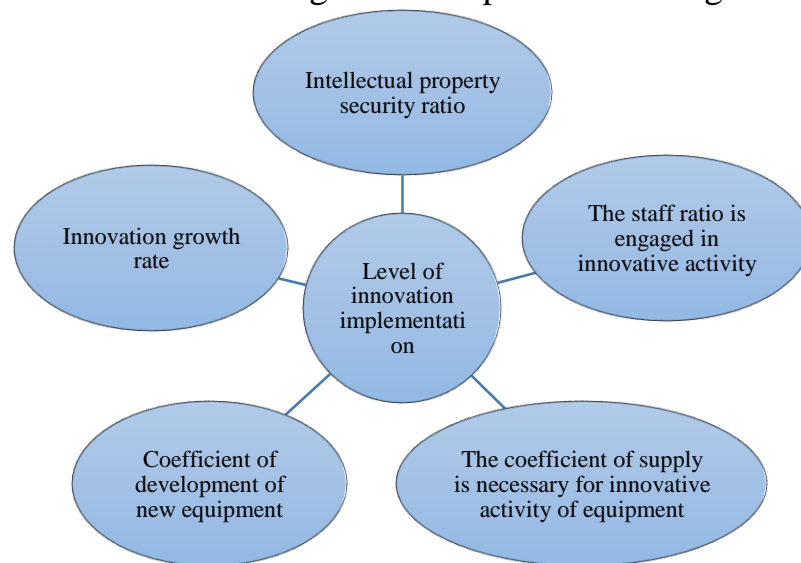 Intellectual property
security ratio
The staff ratio is
engaged in
innovative activity
Innovation growth
rate
Level of
innovation
implementati
on
Coefficient of
development of
new equipment
The coefficient of supply
is necessary for innovative
activity of equipment